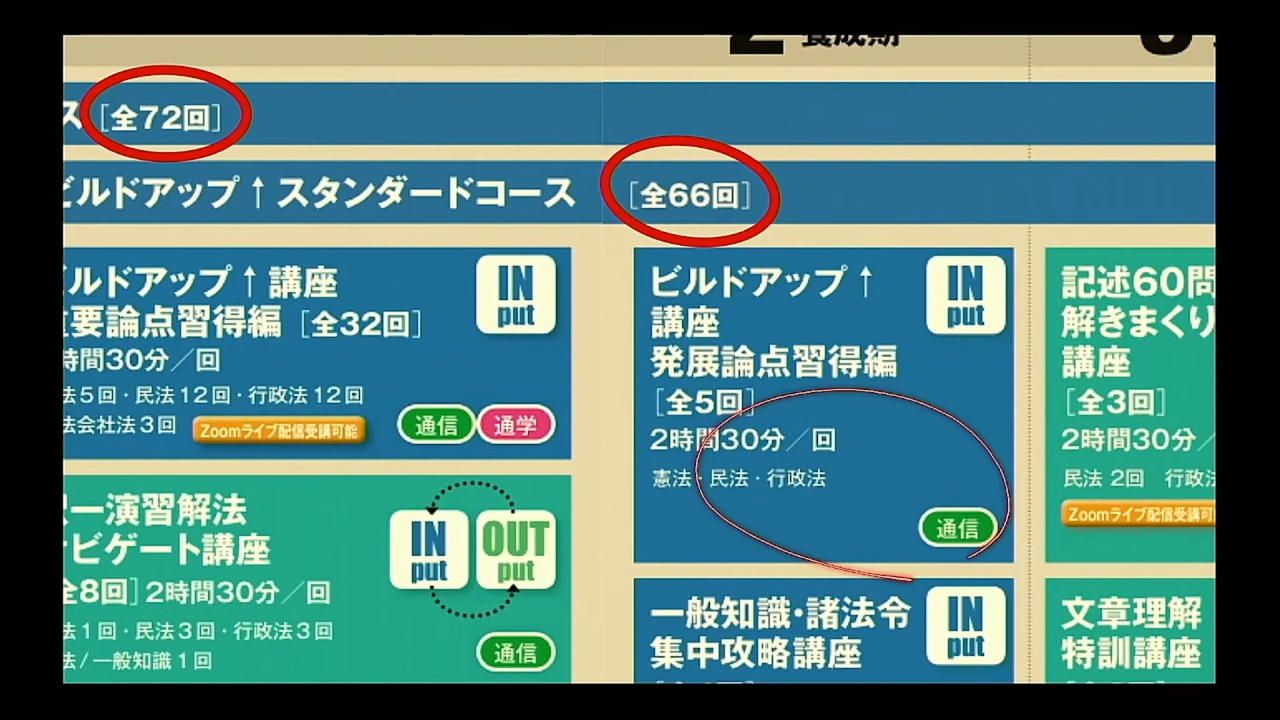 2 養成期
ス［全72回］
ビルドアップ↑スタンダードコース ［全66回］
ルドアップ↑講座
要論点習得編［全32回］
時間30分／回
法5回・民法12回・行政法12回
法会社法3回
Zoomライブ配信受講可能
通信
通学
IN
put
ビルドアップ↑
講座
発展論点習得編
［全5回］
2時間30分／回
憲法・民法・行政法
通信
IN
put
記述60問
解きまくり
講座
［全3回］
2時間30分／
民法 2回 行政法
Zoomライブ配信受講可
一演習解法
ナビゲート講座
全8回］2時間30分／回
法1回・民法3回・行政法3回
法/一般知識1回
IN
put
OUT
put
通信
一般知識・諸法令
集中攻略講座
IN
put
文章理解
特訓講座